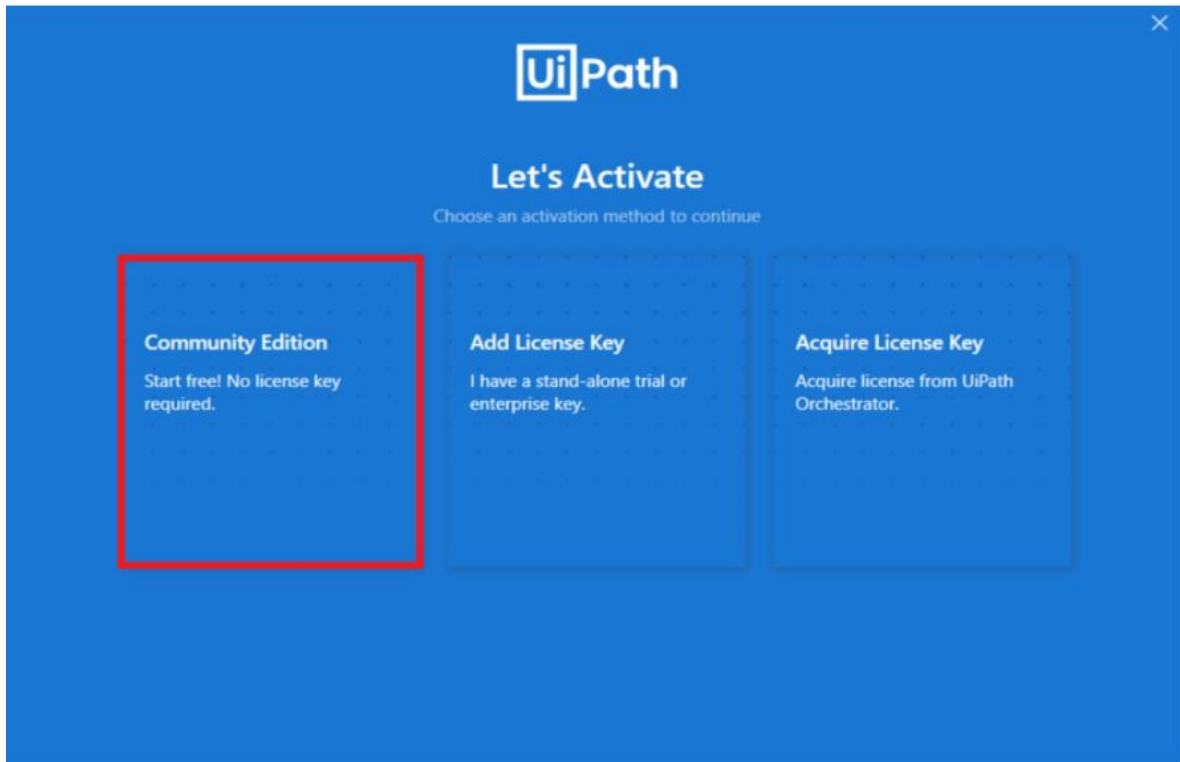 UiPath
Let's Activate
Choose an activation method to continue
Community Edition
Start free! No license key
required.
Add License Key
I have a stand-alone trial or
enterprise key.
Acquire License Key
Acquire license from UiPath
Orchestrator.